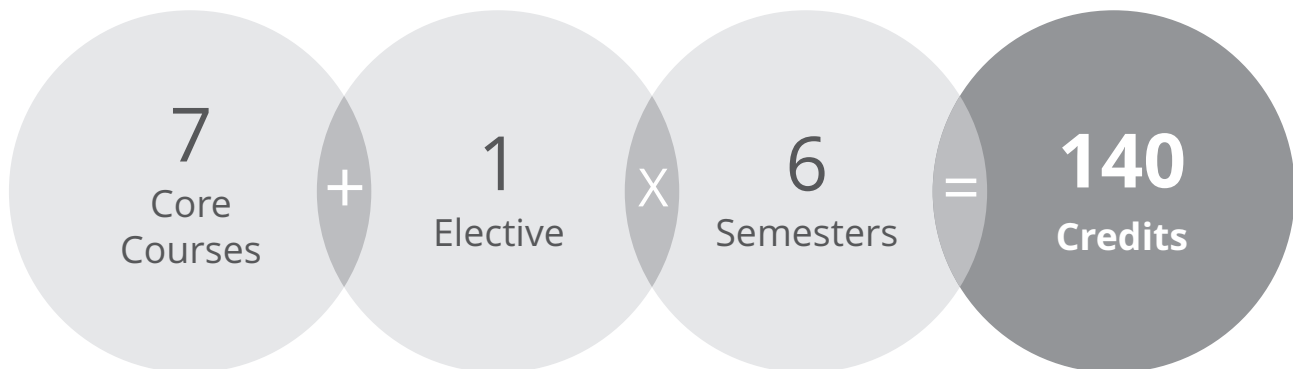 7
Core
Courses
+
1
Elective
X
6
Semesters
=
140
Credits